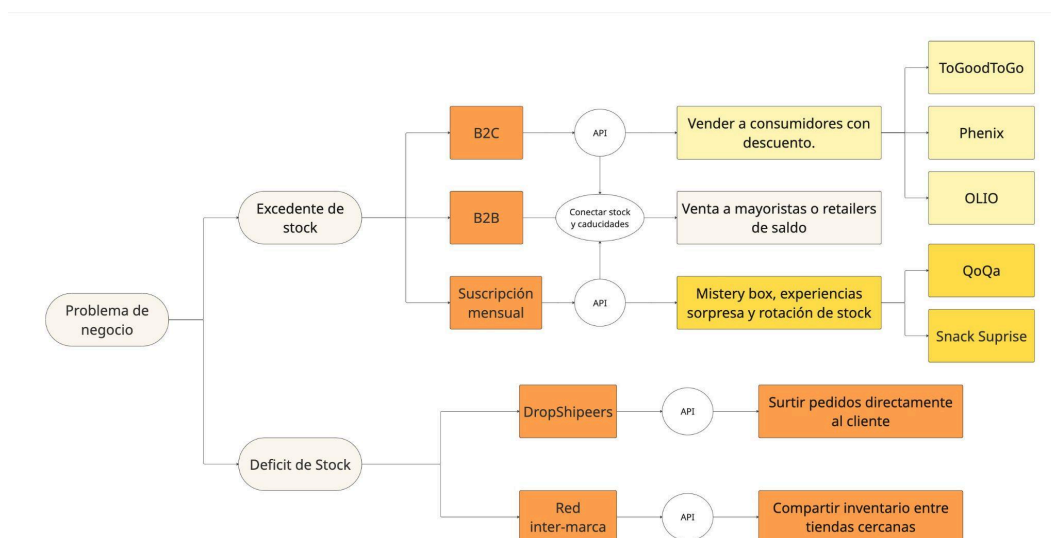 ToGoodToGo
B2C
API
Vender a consumidores con
descuento.
Phenix
OLIO
Excedente de
stock
B2B
Conectar stock
y caducidades
Venta a mayoristas o retailers
de saldo
QoQa
Suscripción
mensual
API
Mistery box, experiencias
sorpresa y rotación de stock
Snack Suprise
Problema de
negocio
DropShipeers
API
Surtir pedidos directamente
al cliente
Deficit de Stock
Red
inter-marca
API
Compartir inventario entre
tiendas cercanas